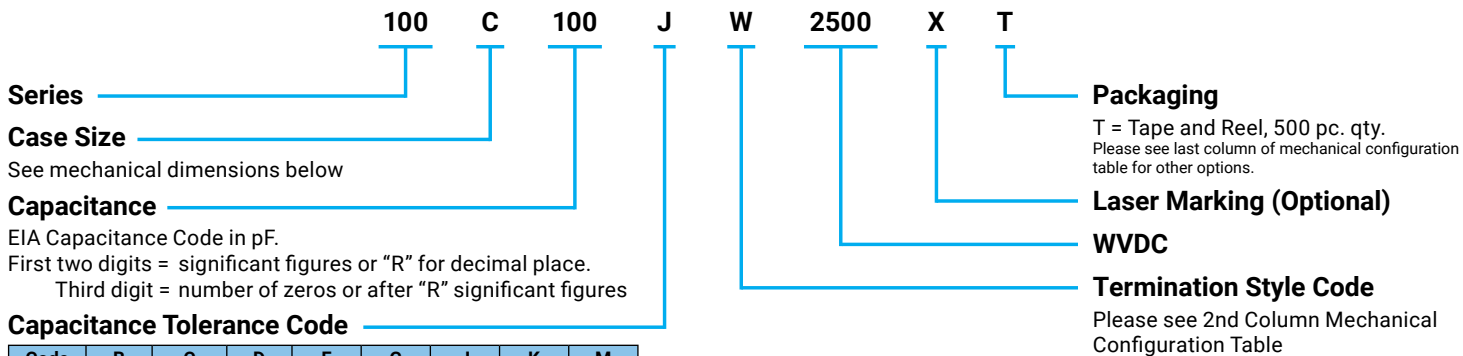 100 C 100 J W 2500 X T
Series
Case Size
See mechanical dimensions below
Capacitance
EIA Capacitance Code in pF.
First two digits = significant figures or “R” for decimal place.
Third digit = number of zeros or after “R” significant figures
Capacitance Tolerance Code
Code B C D F G J K M
Packaging
T = Tape and Reel, 500 pc. qty.
Please see last column of mechanical configuration
table for other options.
Laser Marking (Optional)
WVDC
Termination Style Code
Please see 2nd Column Mechanical
Configuration Table